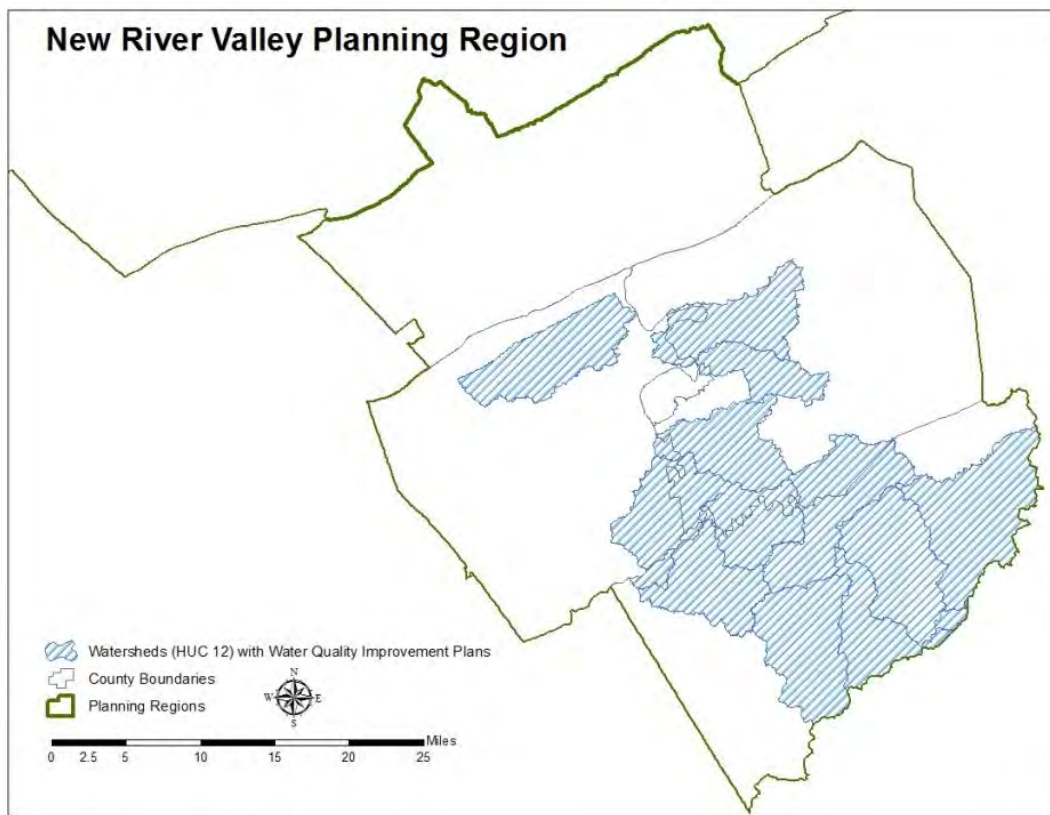 New River Valley Planning Region
Watersheds (HUC 12) with Water Quality Improvement Plans
County Boundaries
Planning Regions
N
W E
S
Miles
0 2.5 5 10 15 20 25